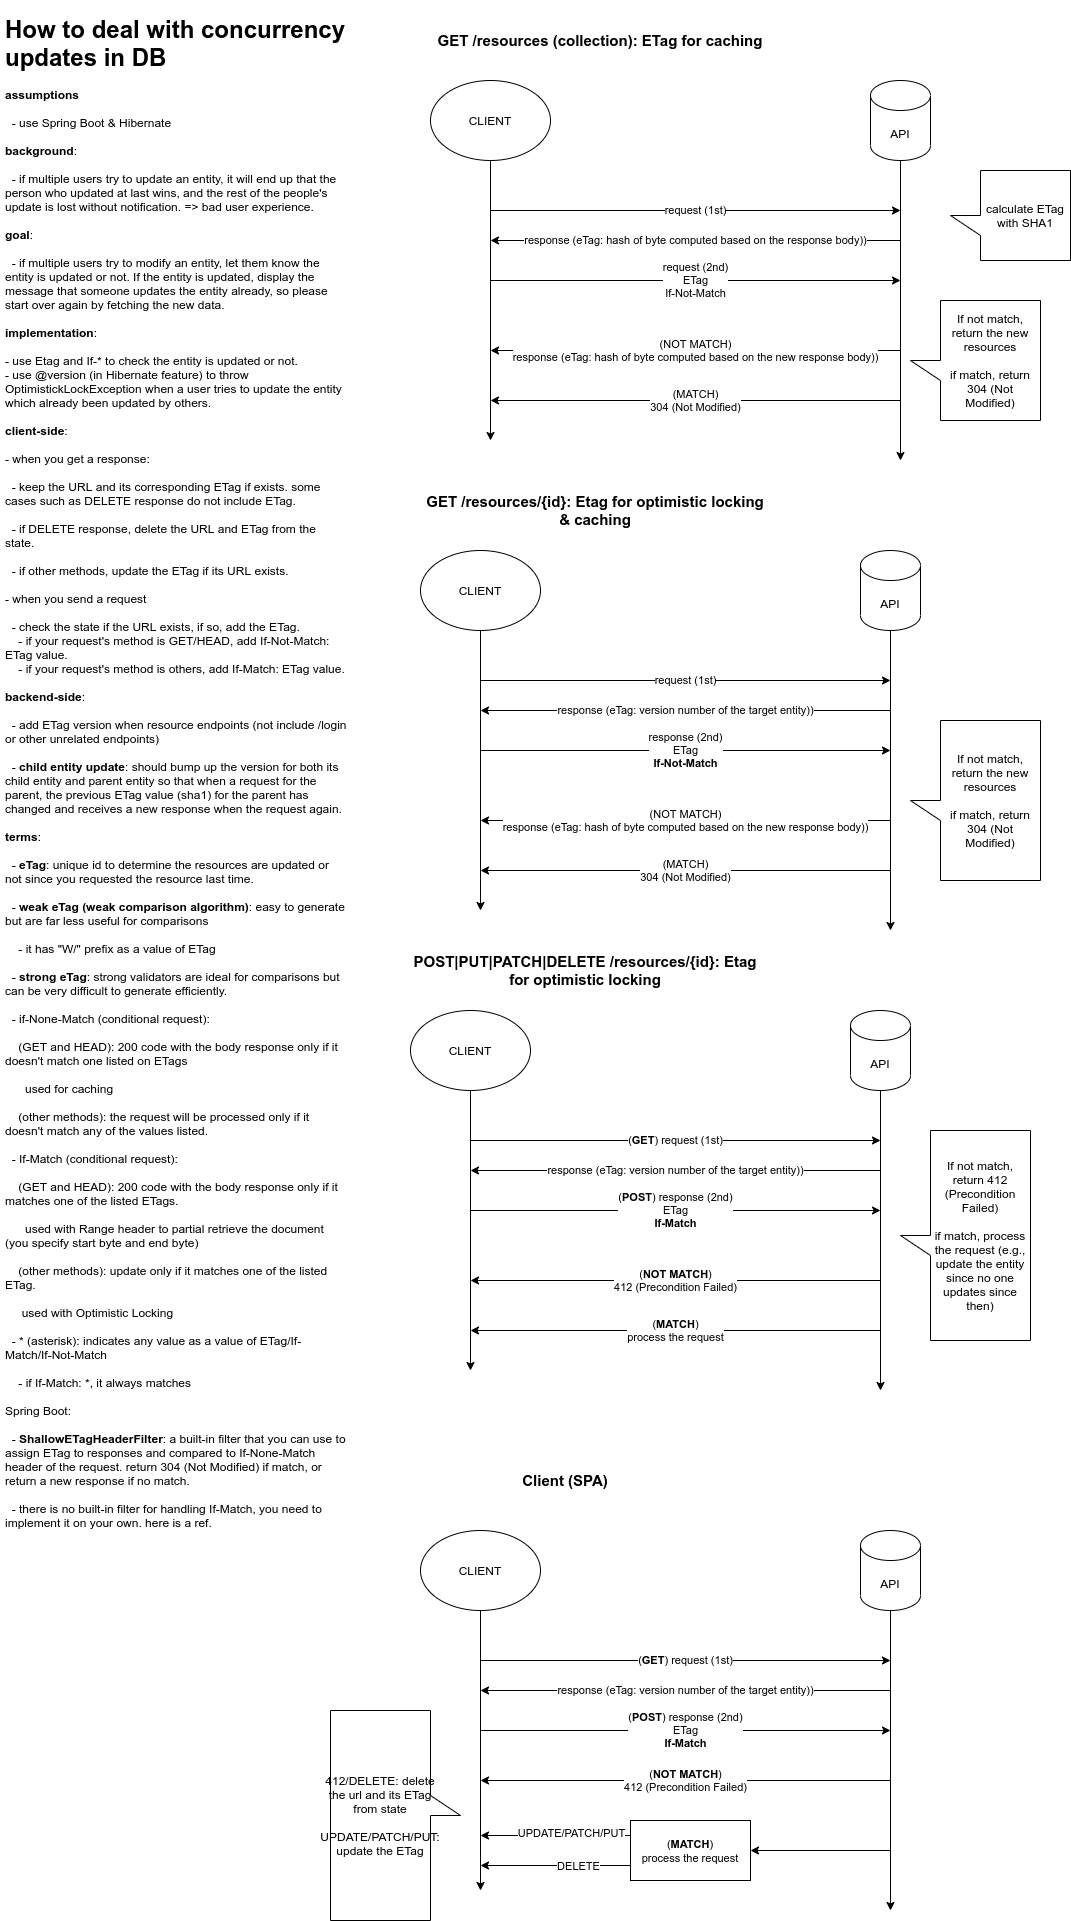 How to deal with concurrency
updates in DB
assumptions
- use Spring Boot & Hibernate
background:
- if multiple users try to update an entity, it will end up that the
person who updated at last wins, and the rest of the people's
update is lost without notification. => bad user experience.
goal:
- if multiple users try to modify an entity, let them know the
entity is updated or not. If the entity is updated, display the
message that someone updates the entity already, so please
start over again by fetching the new data.
implementation:
- use Etag and If-* to check the entity is updated or not.
- use @version (in Hibernate feature) to throw
OptimistickLockException when a user tries to update the entity
which already been updated by others.
client-side:
- when you get a response:
- keep the URL and its corresponding ETag if exists. some
cases such as DELETE response do not include ETag.
- if DELETE response, delete the URL and ETag from the
state.
- if other methods, update the ETag if its URL exists.
- when you send a request
- check the state if the URL exists, if so, add the ETag.
- if your request's method is GET/HEAD, add If-Not-Match:
ETag value.
- if your request's method is others, add If-Match: ETag value.
backend-side:
- add ETag version when resource endpoints (not include /login
or other unrelated endpoints)
- child entity update: should bump up the version for both its
child entity and parent entity so that when a request for the
parent, the previous ETag value (sha1) for the parent has
changed and receives a new response when the request again.
terms:
- eTag: unique id to determine the resources are updated or
not since you requested the resource last time.
- weak eTag (weak comparison algorithm): easy to generate
but are far less useful for comparisons
- it has "W/" prefix as a value of ETag
- strong eTag: strong validators are ideal for comparisons but
can be very difficult to generate efficiently.
- if-None-Match (conditional request):
(GET and HEAD): 200 code with the body response only if it
doesn't match one listed on ETags
used for caching
(other methods): the request will be processed only if it
doesn't match any of the values listed.
- If-Match (conditional request):
(GET and HEAD): 200 code with the body response only if it
matches one of the listed ETags.
used with Range header to partial retrieve the document
(you specify start byte and end byte)
(other methods): update only if it matches one of the listed
ETag.
used with Optimistic Locking
- * (asterisk): indicates any value as a value of ETag/If-
Match/If-Not-Match
- if If-Match: *, it always matches
Spring Boot:
- ShallowETagHeaderFilter: a built-in filter that you can use to
assign ETag to responses and compared to If-None-Match
header of the request. return 304 (Not Modified) if match, or
return a new response if no match.
- there is no built-in filter for handling If-Match, you need to
implement it on your own. here is a ref.
GET /resources (collection): ETag for caching
CLIENT
API
request (1st)
response (eTag: hash of byte computed based on the response body))
request (2nd)
ETag
If-Not-Match
(NOT MATCH)
response (eTag: hash of byte computed based on the new response body))
(MATCH)
304 (Not Modified)
calculate ETag
with SHA1
If not match,
return the new
resources
if match, return
304 (Not
Modified)
GET /resources/{id}: Etag for optimistic locking
& caching
CLIENT
API
request (1st)
response (eTag: version number of the target entity))
response (2nd)
ETag
If-Not-Match
(NOT MATCH)
response (eTag: hash of byte computed based on the new response body))
(MATCH)
304 (Not Modified)
If not match,
return the new
resources
if match, return
304 (Not
Modified)
POST|PUT|PATCH|DELETE /resources/{id}: Etag
for optimistic locking
CLIENT
API
(GET) request (1st)
response (eTag: version number of the target entity))
(POST) response (2nd)
ETag
If-Match
(NOT MATCH)
412 (Precondition Failed)
(MATCH)
process the request
If not match,
return 412
(Precondition
Failed)
if match, process
the request (e.g.,
update the entity
since no one
updates since
then)
Client (SPA)
CLIENT
API
(GET) request (1st)
response (eTag: version number of the target entity))
(POST) response (2nd)
ETag
If-Match
(NOT MATCH)
412 (Precondition Failed)
UPDATE/PATCH/PUT
DELETE
(MATCH)
process the request
412/DELETE: delete
the url and its ETag
from state
UPDATE/PATCH/PUT:
update the ETag